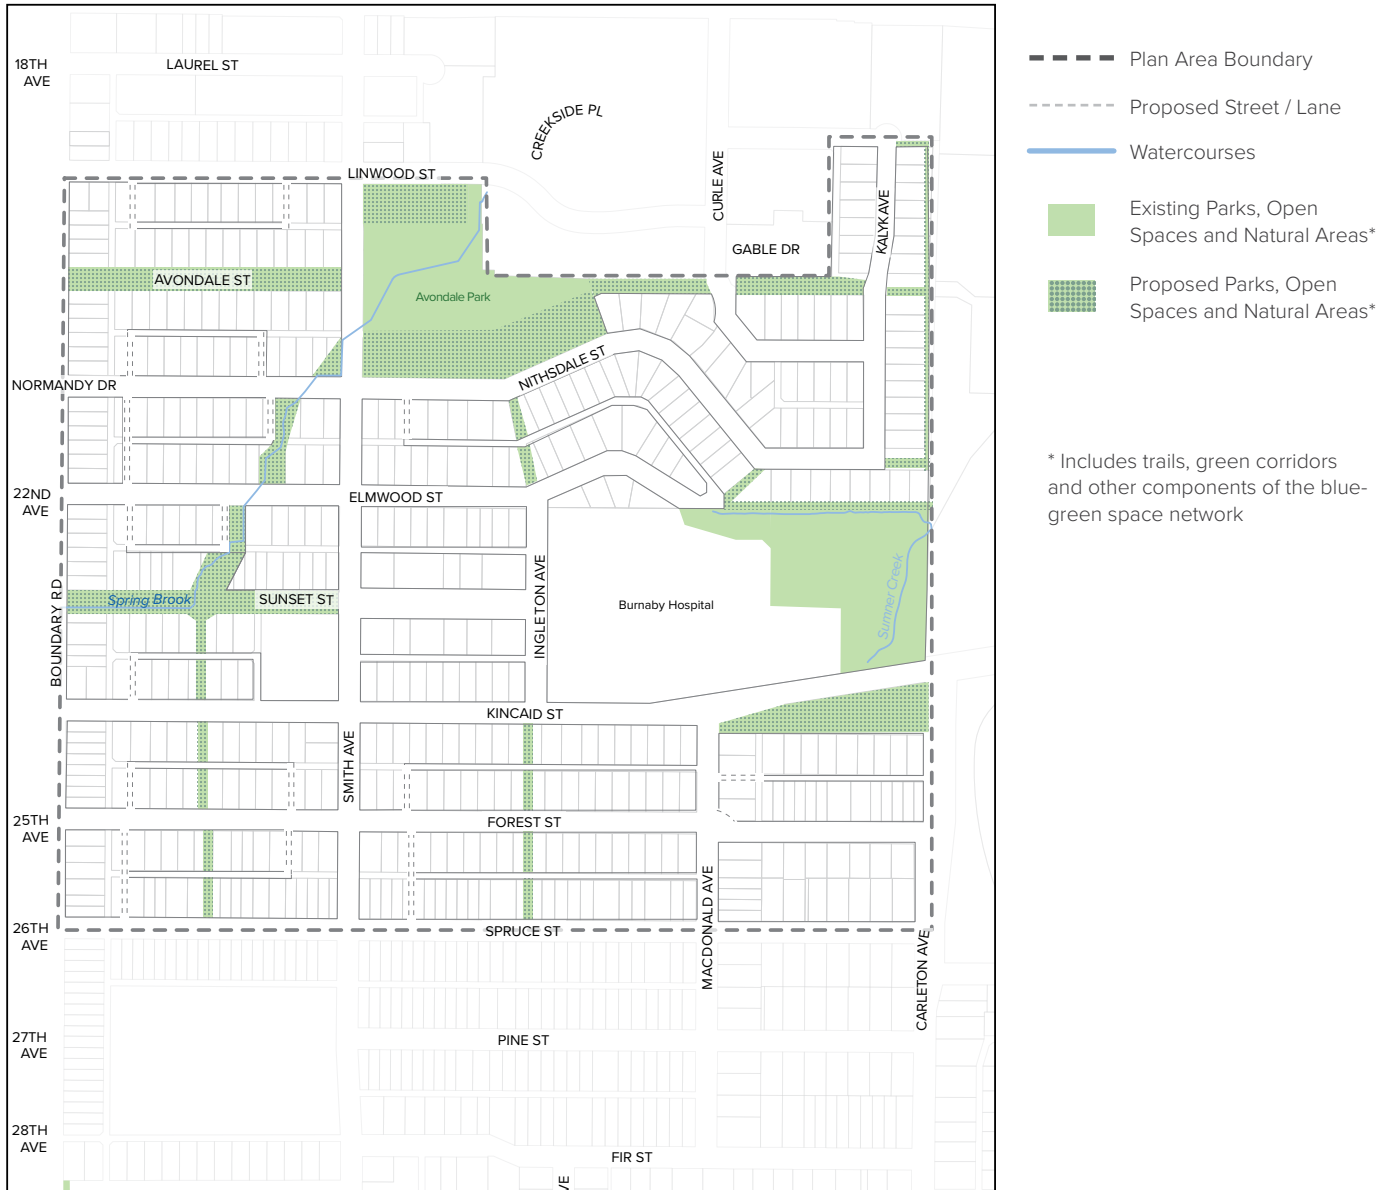 18TH
AVE
LAUREL ST
CREEKSIDE PL
CURLE AVE
LINWOOD ST
KALYK AVE
GABLE DR
AVONDALE ST
Avondale Park
NITHSDALE ST
NORMANDY DR
22ND
AVE
ELMWOOD ST
BOUNDARY RD
Spring Brook
SUNSET ST
INGLETON AVE
Burnaby Hospital
Sumner Creek
KINCAID ST
SMITH AVE
25TH
AVE
FOREST ST
MACDONALD AVE
26TH
AVE
SPRUCE ST
CARLETON AVE
27TH
AVE
PINE ST
28TH
AVE
FIR ST
VE
Plan Area Boundary
Proposed Street / Lane
Watercourses
Existing Parks, Open
Spaces and Natural Areas*
Proposed Parks, Open
Spaces and Natural Areas*
* Includes trails, green corridors
and other components of the blue-
green space network